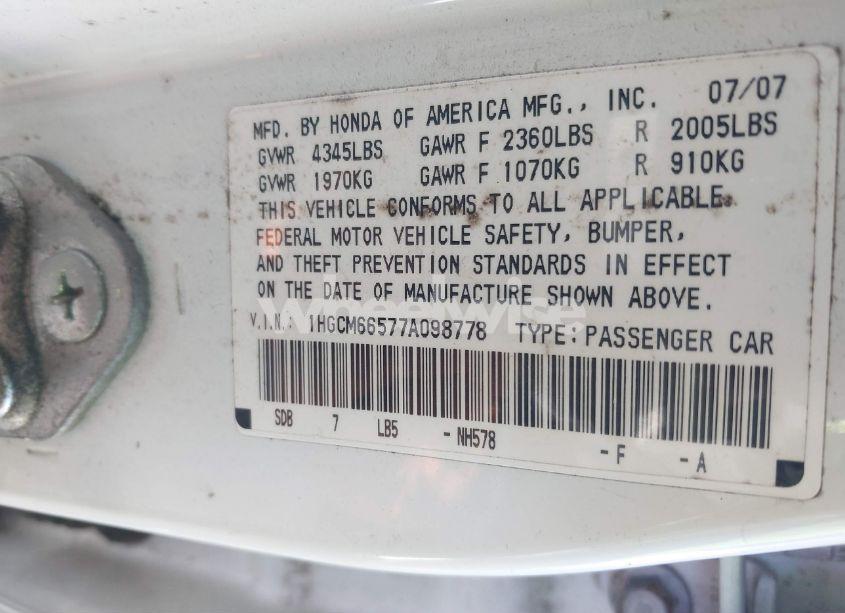 MFD. BY HONDA OF AMERICA MFG., INC. 07/07
GVWR 4345LBS GAWR F 2360LBS R 2005LBS
GVWR 1970KG GAWR F 1070KG R 910KG
THIS VEHICLE CONFORMS TO ALL APPLICABLE
FEDERAL MOTOR VEHICLE SAFETY, BUMPER,
AND THEFT PREVENTION STANDARDS IN EFFECT
ON THE DATE OF MANUFACTURE SHOWN ABOVE.
wheelwise
V.I.N.: 1HGCM66577A098778 TYPE: PASSENGER CAR
SDB 7 LB5 -NH578 -F -A